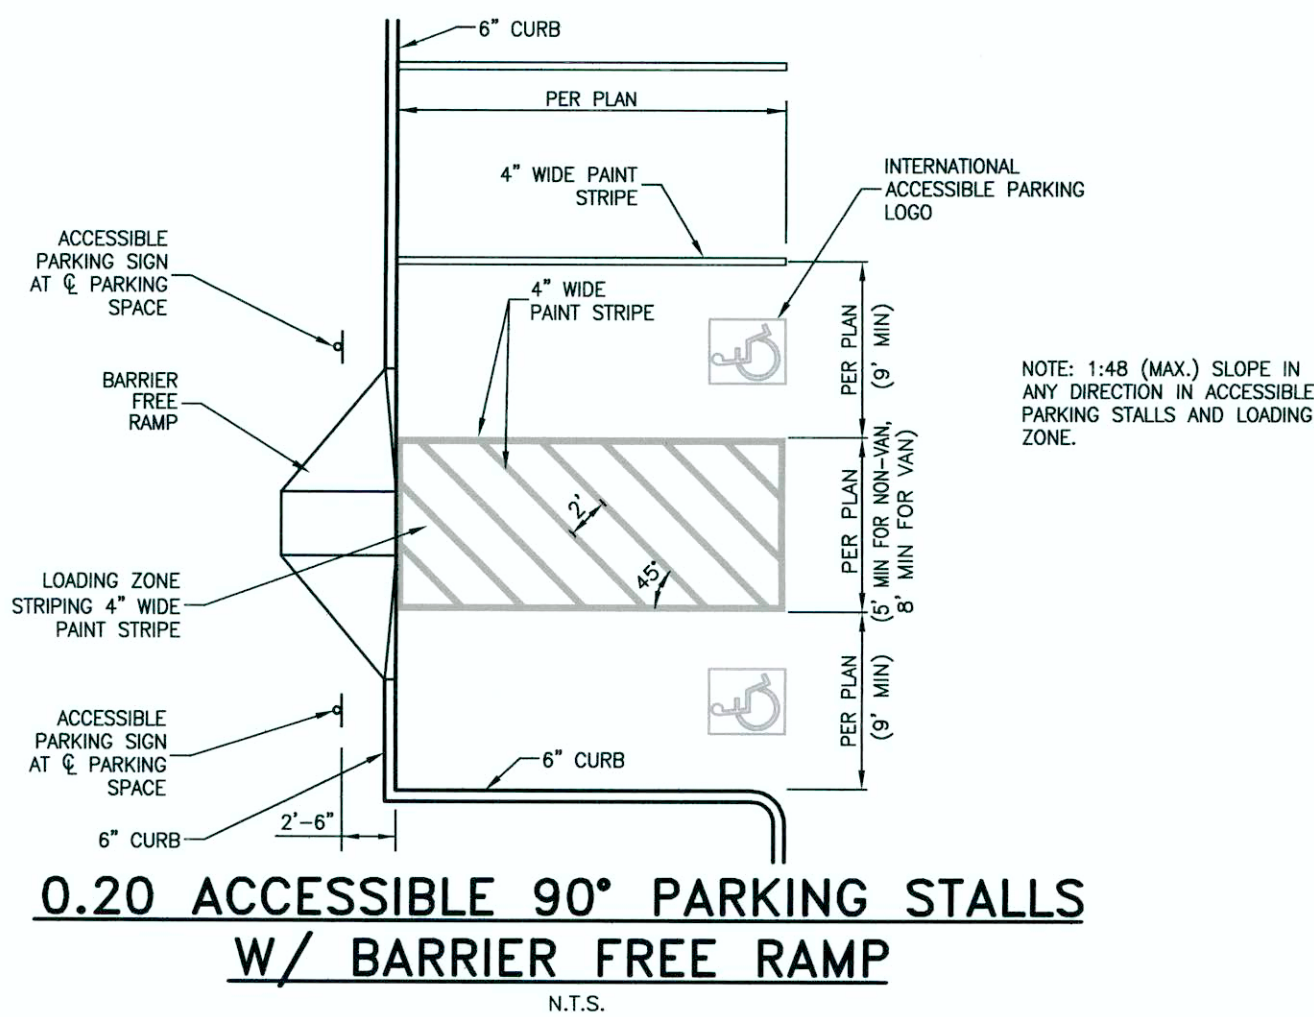 6” CURB
PER PLAN
4” WIDE PAINT
STRIPE
INTERNATIONAL
ACCESSIBLE PARKING
LOGO
ACCESSIBLE
PARKING SIGN
AT ℄ PARKING
SPACE
4” WIDE
PAINT STRIPE
PER PLAN
(9' MIN)
BARRIER
FREE
RAMP
NOTE: 1:48 (MAX.) SLOPE IN
ANY DIRECTION IN ACCESSIBLE
PARKING STALLS AND LOADING
ZONE.
2'
45°
PER PLAN
(5' MIN FOR NON-VAN,
8' MIN FOR VAN)
LOADING ZONE
STRIPING 4” WIDE
PAINT STRIPE
PER PLAN
(9' MIN)
ACCESSIBLE
PARKING SIGN
AT ℄ PARKING
SPACE
6” CURB
2'-6”
6” CURB
0.20 ACCESSIBLE 90° PARKING STALLS
W/ BARRIER FREE RAMP
N.T.S.